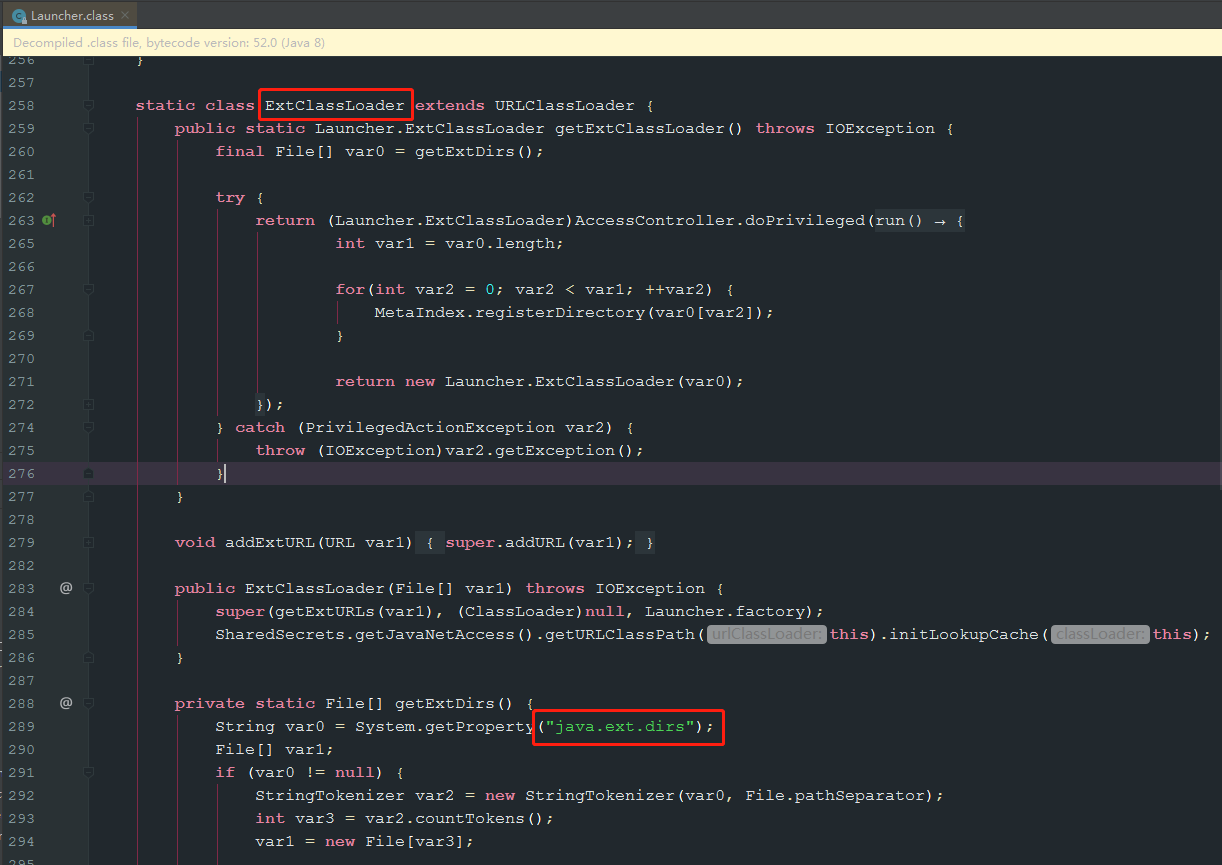 Launcher.class
Decompiled .class file, bytecode version: 52.0 (Java 8)
256 }
257
258 static class ExtClassLoader extends URLClassLoader {
259 public static Launcher.ExtClassLoader getExtClassLoader() throws IOException {
260 final File[] var0 = getExtDirs();
261
262 try {
263 return (Launcher.ExtClassLoader)AccessController.doPrivileged(run() → {
265 int var1 = var0.length;
266
267 for(int var2 = 0; var2 < var1; ++var2) {
268 MetaIndex.registerDirectory(var0[var2]);
269 }
270
271 return new Launcher.ExtClassLoader(var0);
272 });
274 } catch (PrivilegedActionException var2) {
275 throw (IOException)var2.getException();
276 }
277 }
278
279 void addExtURL(URL var1) { super.addURL(var1); }
282
283 @ public ExtClassLoader(File[] var1) throws IOException {
284 super(getExtURLs(var1), (ClassLoader)null, Launcher.factory);
285 SharedSecrets.getJavaNetAccess().getURLClassPath( urlClassLoader: this).initLookupCache( classLoader: this);
286 }
287
288 @ private static File[] getExtDirs() {
289 String var0 = System.getProperty("java.ext.dirs");
290 File[] var1;
291 if (var0 != null) {
292 StringTokenizer var2 = new StringTokenizer(var0, File.pathSeparator);
293 int var3 = var2.countTokens();
294 var1 = new File[var3];
295